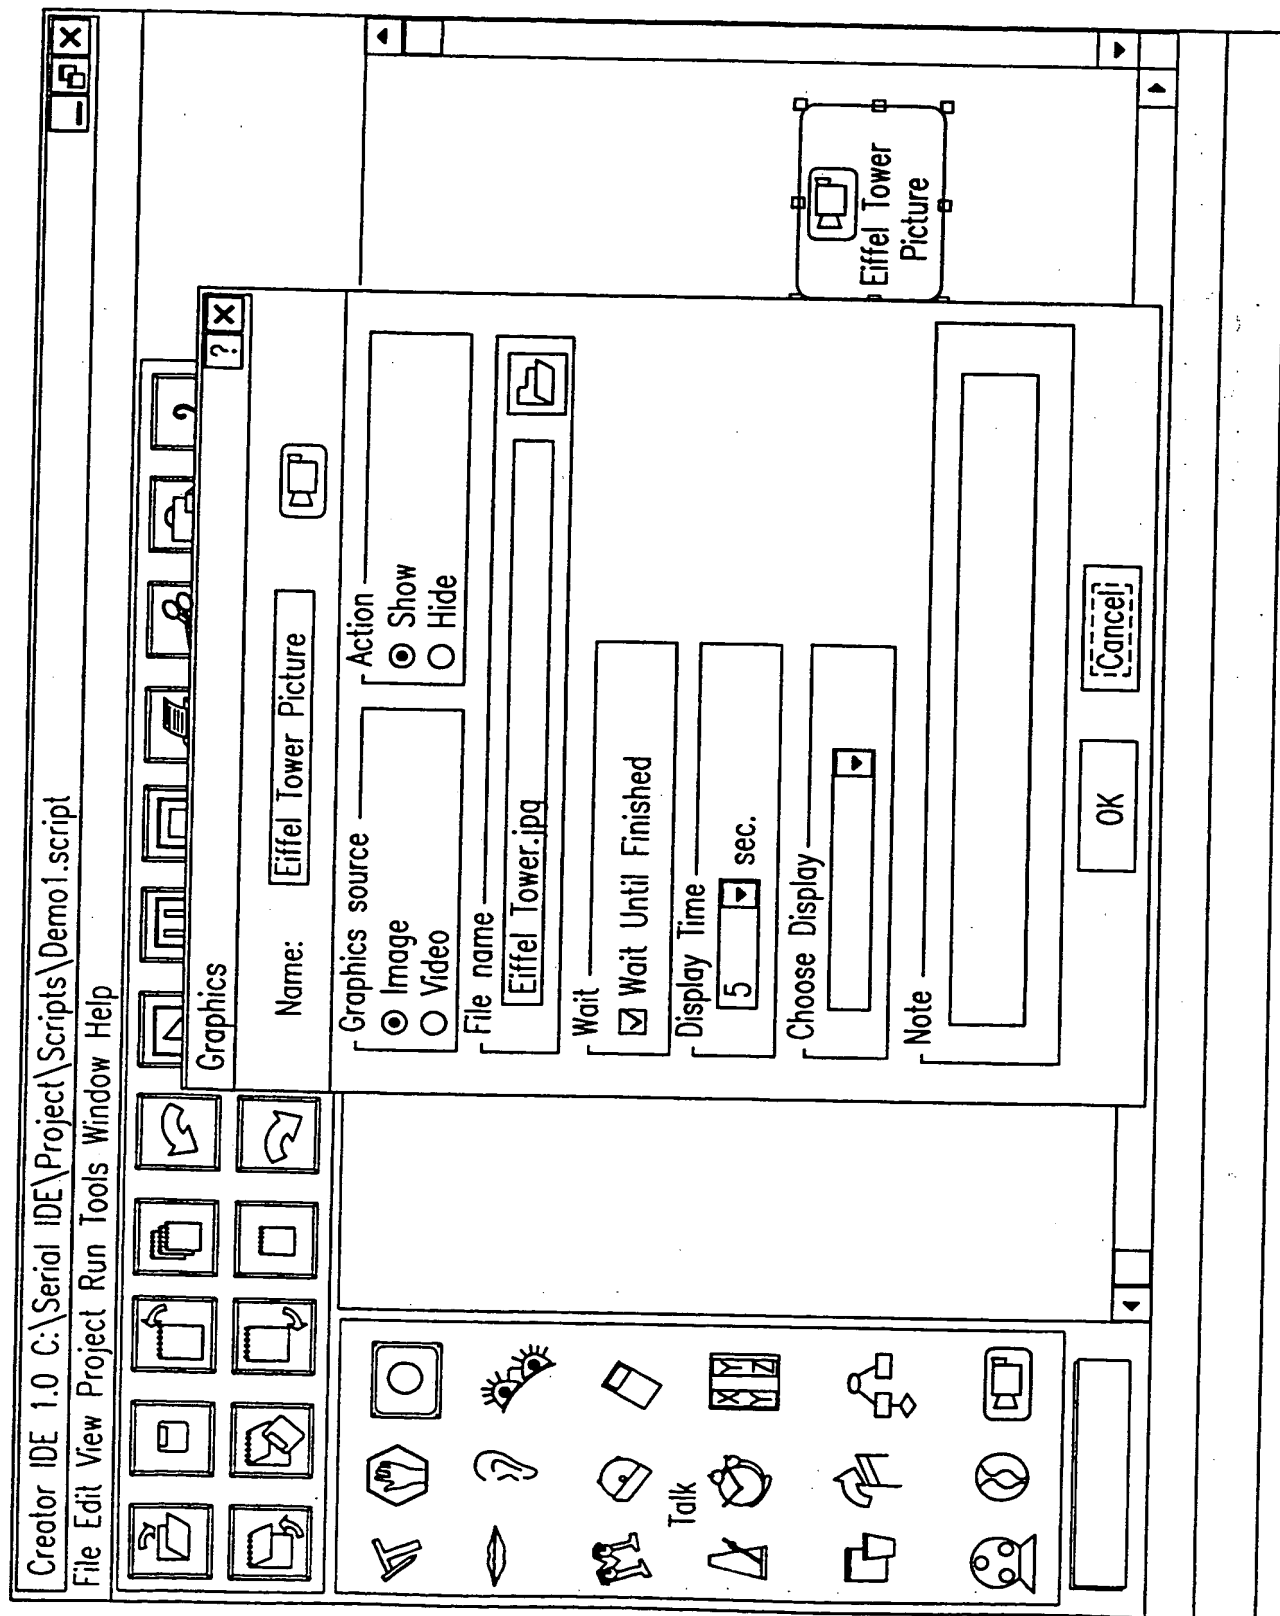 Creator IDE 1.0 C:\Serial IDE\Project\Scripts\Demo1.script
File Edit View Project Run Tools Window Help
Graphics
?
Name:
Eiffel Tower Picture
Graphics source
Image
Video
Action
Show
Hide
File name
Eiffel Tower.jpg
Wait
Wait Until Finished
Display Time
5 sec.
Choose Display
Note
OK
Cancel
Talk
X Y
Y Z
Eiffel Tower
Picture